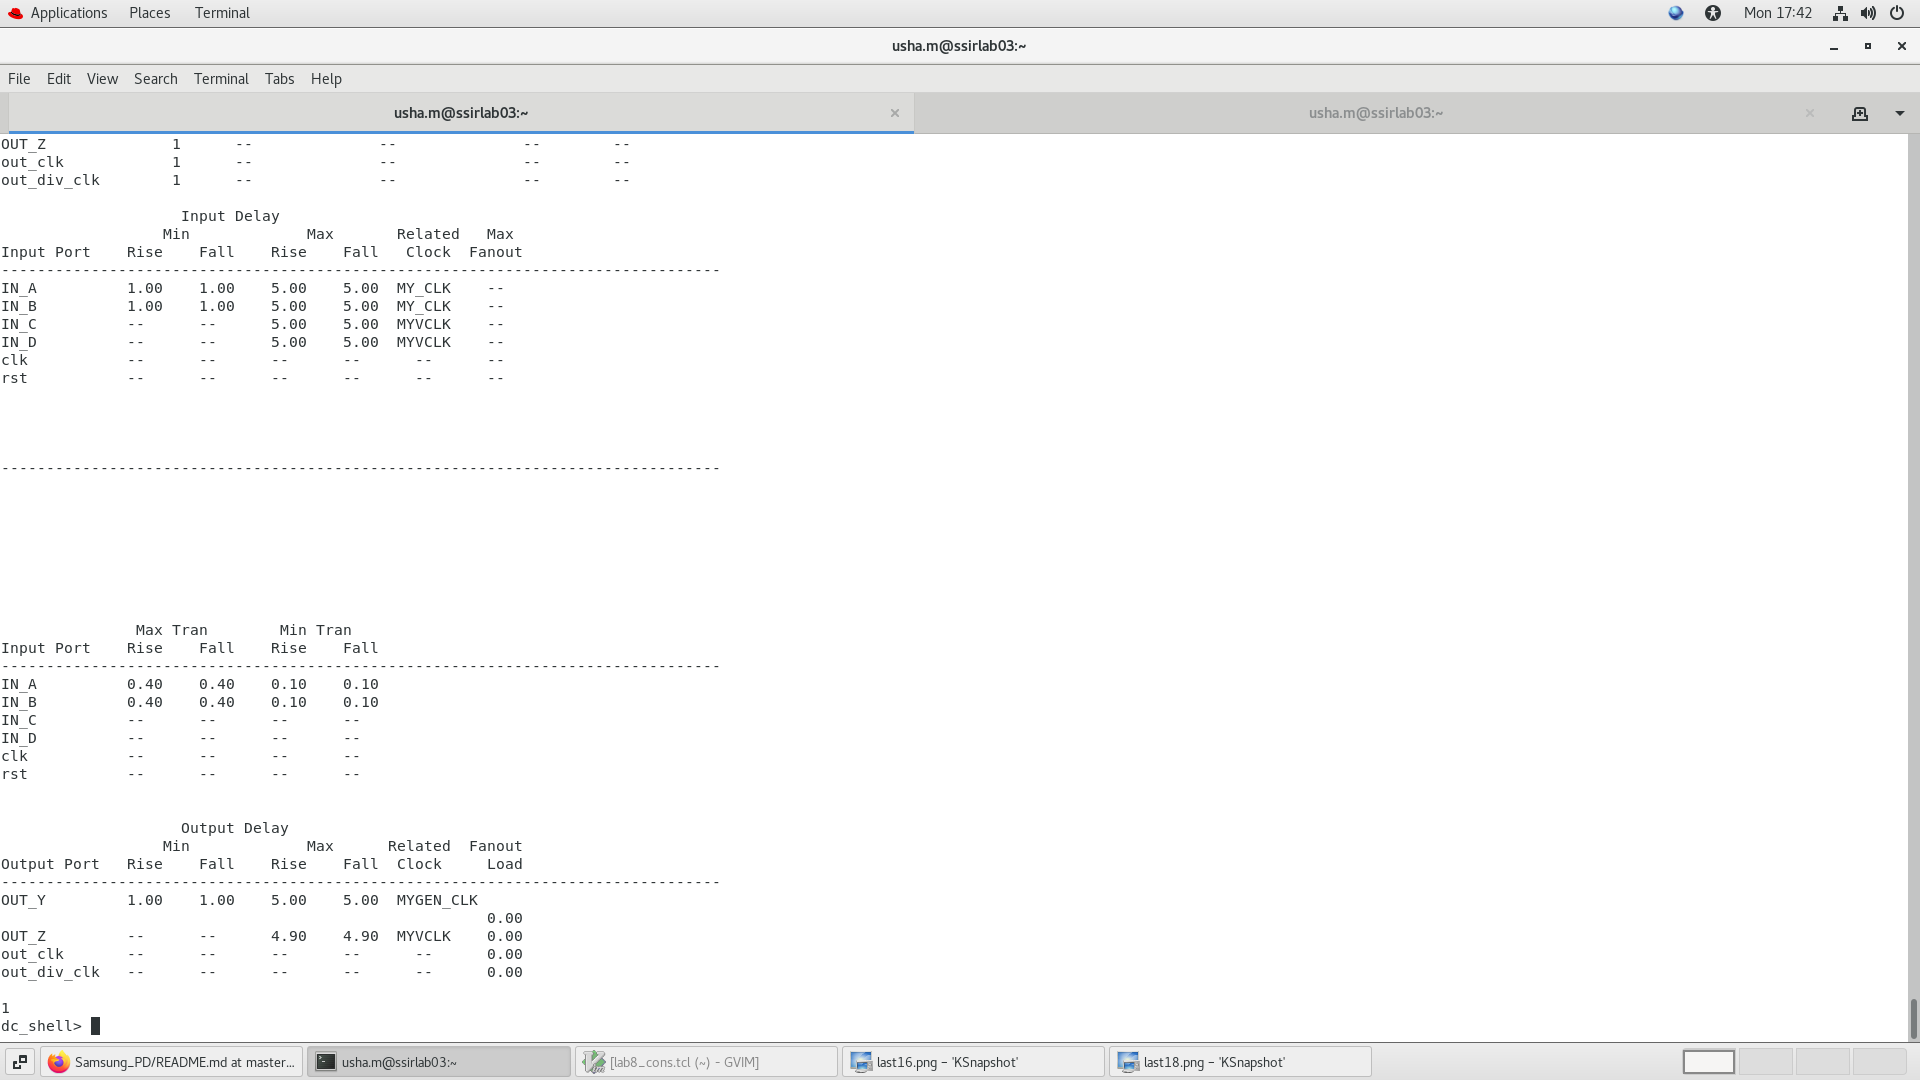 Applications Places Terminal Mon 17:42
usha.m@ssirlab03:~
File Edit View Search Terminal Tabs Help
usha.m@ssirlab03:~ × usha.m@ssirlab03:~ ×
OUT_Z              1      --              --              --        --
out_clk            1      --              --              --        --
out_div_clk        1      --              --              --        --
                    Input Delay
                  Min             Max       Related   Max
Input Port    Rise    Fall    Rise    Fall   Clock  Fanout
--------------------------------------------------------------------------------
IN_A          1.00    1.00    5.00    5.00  MY_CLK    --
IN_B          1.00    1.00    5.00    5.00  MY_CLK    --
IN_C          --      --      5.00    5.00  MYVCLK    --
IN_D          --      --      5.00    5.00  MYVCLK    --
clk           --      --      --      --      --      --
rst           --      --      --      --      --      --
--------------------------------------------------------------------------------
               Max Tran        Min Tran
Input Port    Rise    Fall    Rise    Fall
--------------------------------------------------------------------------------
IN_A          0.40    0.40    0.10    0.10
IN_B          0.40    0.40    0.10    0.10
IN_C          --      --      --      --
IN_D          --      --      --      --
clk           --      --      --      --
rst           --      --      --      --
                    Output Delay
                  Min             Max      Related  Fanout
Output Port   Rise    Fall    Rise    Fall  Clock     Load
--------------------------------------------------------------------------------
OUT_Y         1.00    1.00    5.00    5.00  MYGEN_CLK
                                                      0.00
OUT_Z         --      --      4.90    4.90  MYVCLK    0.00
out_clk       --      --      --      --      --      0.00
out_div_clk   --      --      --      --      --      0.00
1
dc_shell>
Samsung_PD/README.md at master... usha.m@ssirlab03:~ [lab8_cons.tcl (~) - GVIM] last16.png – 'KSnapshot' last18.png – 'KSnapshot'